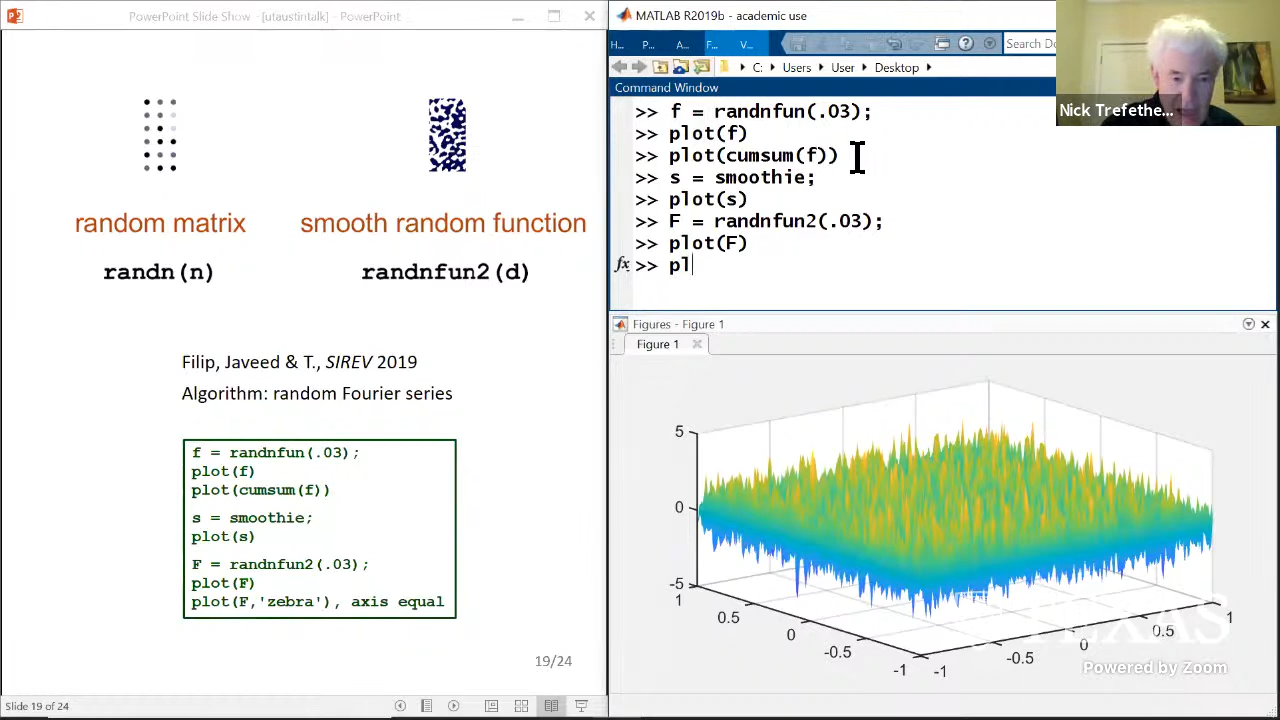 PowerPoint Slide Show - [utaustintalk] - PowerPoint
random matrix
smooth random function
randn(n)
randnfun2(d)
Filip, Javeed & T., SIREV 2019
Algorithm: random Fourier series
f = randnfun(.03);
plot(f)
plot(cumsum(f))
s = smoothie;
plot(s)
F = randnfun2(.03);
plot(F)
plot(F,'zebra'), axis equal
19/24
Slide 19 of 24
MATLAB R2019b - academic use
H... P... A... F... V...
Search Do
C: Users User Desktop
Command Window
>> f = randnfun(.03);
>> plot(f)
>> plot(cumsum(f))
>> s = smoothie;
>> plot(s)
>> F = randnfun2(.03);
>> plot(F)
fx >> pl
Nick Trefethe...
Figures - Figure 1
Figure 1
5
0
-5
1
0.5
0
-0.5
-1
-1
-0.5
0
0.5
1
TEXAS
Powered by Zoom